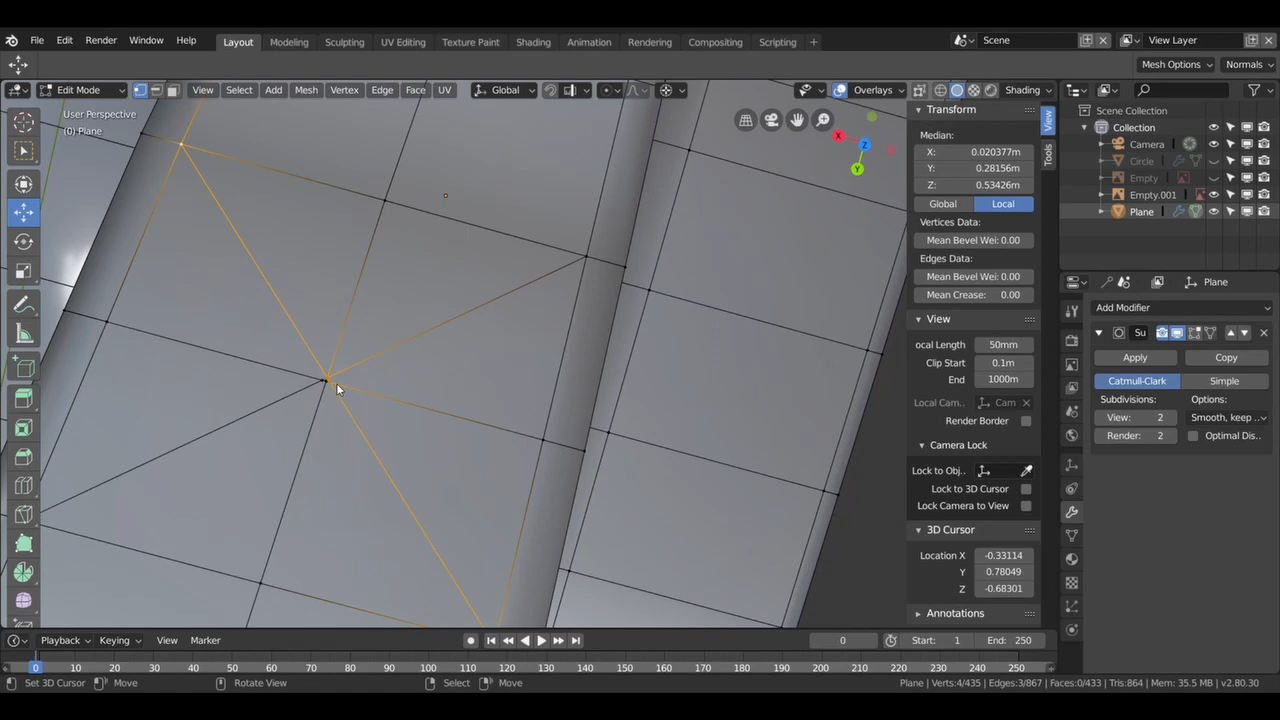 File Edit Render Window Help Layout Modeling Sculpting UV Editing Texture Paint Shading Animation Rendering Compositing Scripting + Scene View Layer
Mesh Options Normals
Edit Mode View Select Add Mesh Vertex Edge Face UV Global Overlays Shading
User Perspective
(0) Plane
X
Y
Z
View
Tools
Transform
Median:
X: 0.020377m
Y: 0.28156m
Z: 0.53426m
Global Local
Vertices Data:
Mean Bevel Wei: 0.00
Edges Data:
Mean Bevel Wei: 0.00
Mean Crease: 0.00
View
ocal Length 50mm
Clip Start 0.1m
End 1000m
Local Cam.. Cam
Render Border
Camera Lock
Lock to Obj..
Lock to 3D Cursor
Lock Camera to View
3D Cursor
Location X -0.33114
Y 0.78049
Z -0.68301
Annotations
Scene Collection
Collection
Camera
Circle
Empty
Empty.001
Plane
Plane
Add Modifier
Su
Apply Copy
Catmull-Clark Simple
Subdivisions: Options:
View: 2 Smooth, keep ..
Render: 2 Optimal Dis..
Playback Keying View Marker 0 Start: 1 End: 250
0 10 20 30 40 50 60 70 80 90 100 110 120 130 140 150 160 170 180 190 200 210 220 230 240 250
Set 3D Cursor Move Rotate View Select Move Plane | Verts:4/435 | Edges:3/867 | Faces:0/433 | Tris:864 | Mem: 35.5 MB | v2.80.30